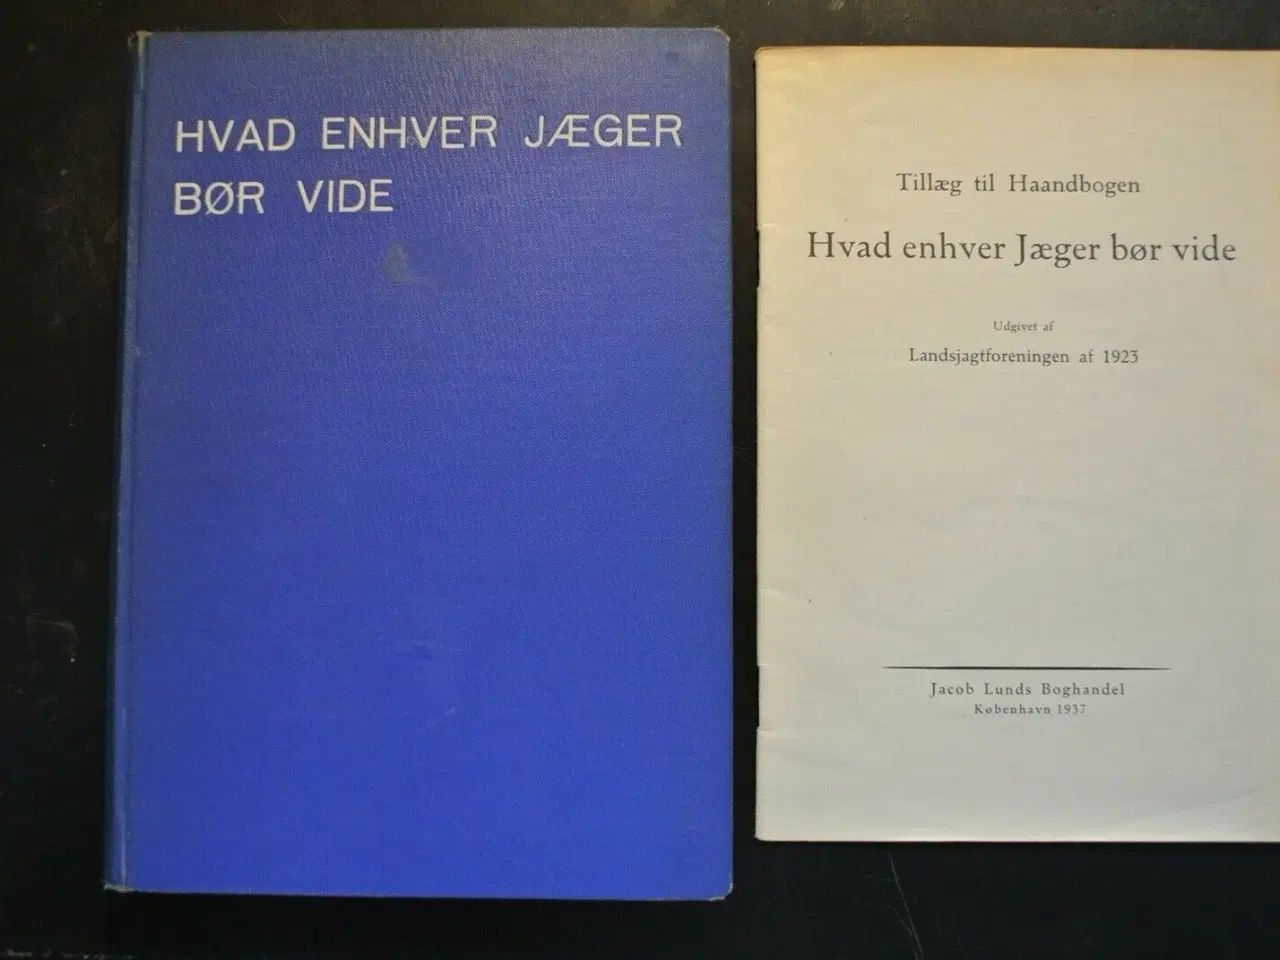 HVAD ENHVER JÆGER
BØR VIDE
Tillæg til Haandbogen
Hvad enhver Jæger bør vide
Udgivet af
Landsjagtforeningen af 1923
Jacob Lunds Boghandel
København 1937